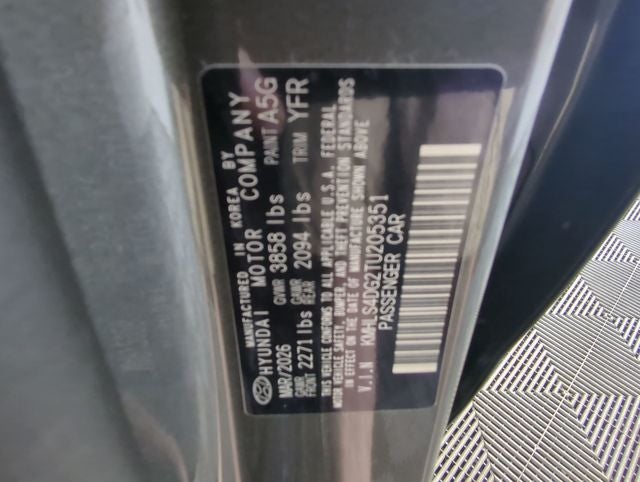 MANUFACTURED IN KOREA BY
HYUNDAI MOTOR COMPANY
MAR/2026 GVWR 3858 lbs PAINT A5G
GAWR FRONT 2271 lbs GAWR REAR 2094 lbs TRIM YFR
THIS VEHICLE CONFORMS TO ALL APPLICABLE U.S.A. FEDERAL
MOTOR VEHICLE SAFETY, BUMPER, AND THEFT PREVENTION STANDARDS
IN EFFECT ON THE DATE OF MANUFACTURE SHOWN ABOVE
V.I.N KMHLS4DG2TU205351
PASSENGER CAR